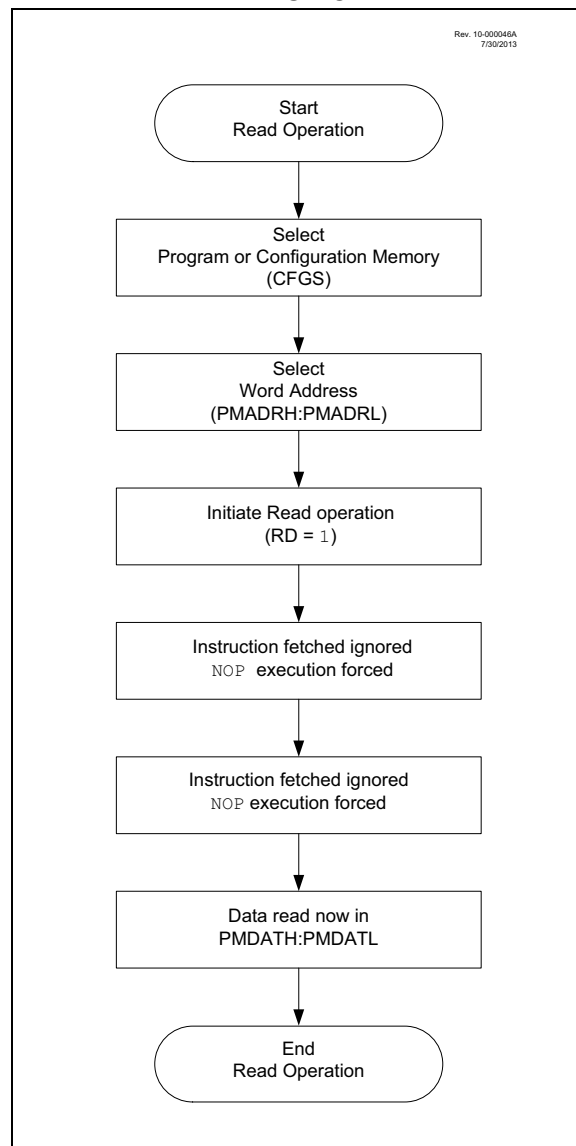 Rev. 10-000046A
7/30/2013
Start
Read Operation
Select
Program or Configuration Memory
(CFGS)
Select
Word Address
(PMADRH:PMADRL)
Initiate Read operation
(RD = 1)
Instruction fetched ignored
NOP execution forced
Instruction fetched ignored
NOP execution forced
Data read now in
PMDATH:PMDATL
End
Read Operation